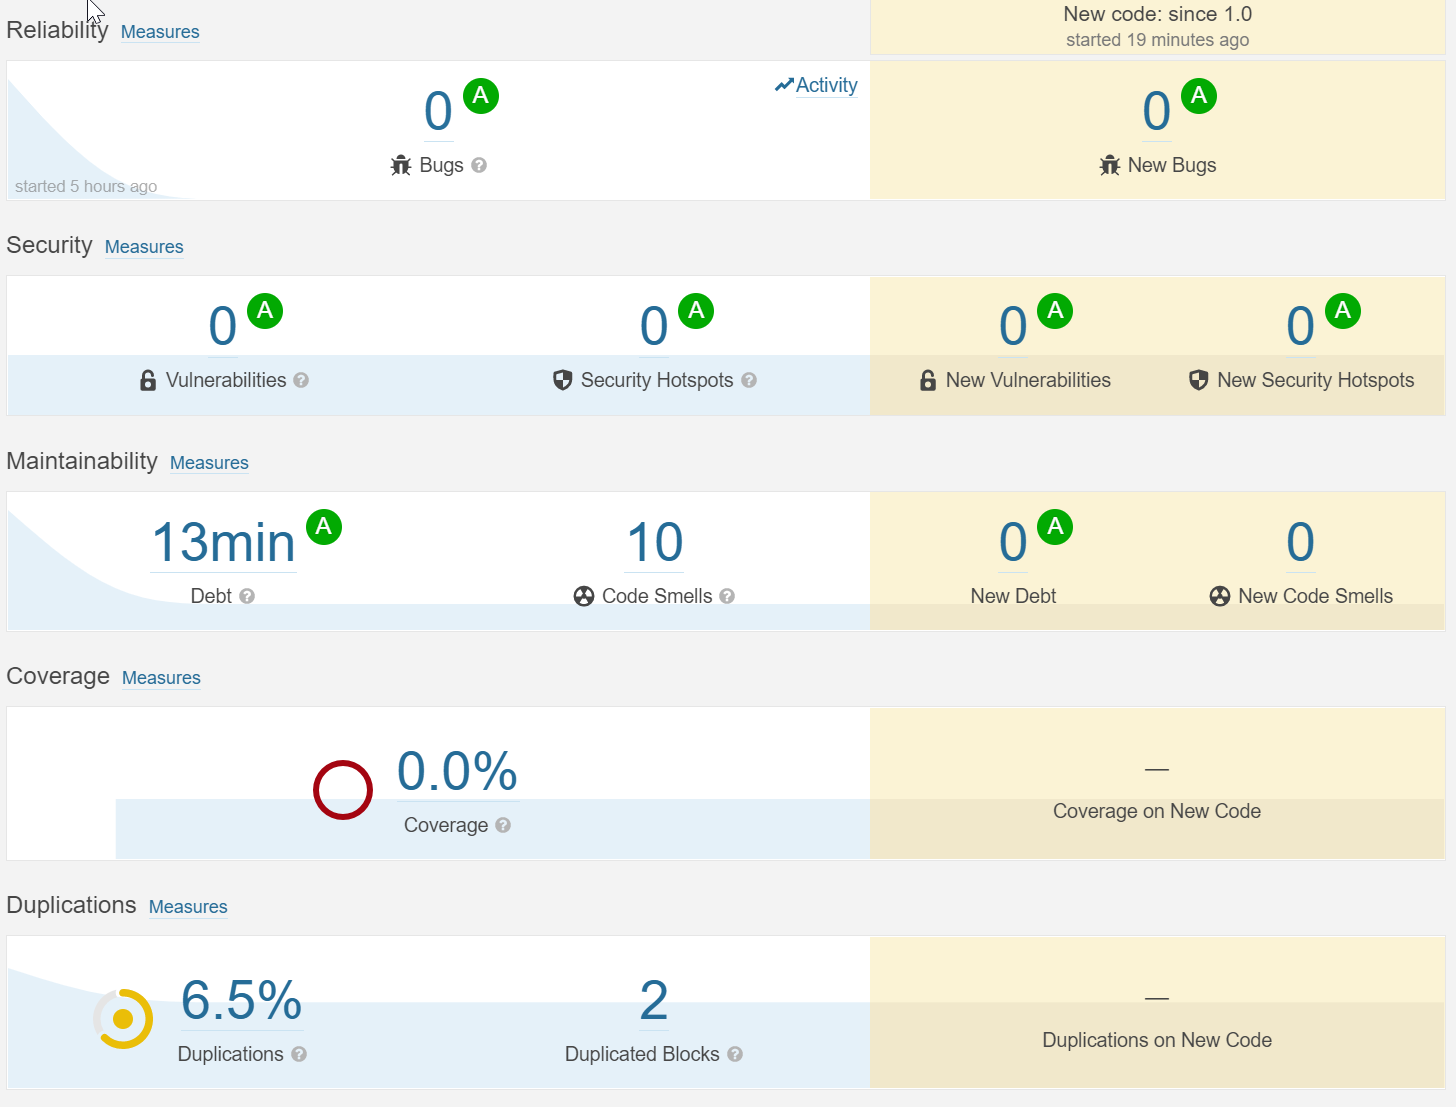 Reliability Measures
New code: since 1.0
started 19 minutes ago
0 A
Bugs ?
Activity
started 5 hours ago
0 A
New Bugs
Security Measures
0 A
Vulnerabilities ?
0 A
Security Hotspots ?
0 A
New Vulnerabilities
0 A
New Security Hotspots
Maintainability Measures
13min A
Debt ?
10
Code Smells ?
0 A
New Debt
0
New Code Smells
Coverage Measures
0.0%
Coverage ?
—
Coverage on New Code
Duplications Measures
6.5%
Duplications ?
2
Duplicated Blocks ?
—
Duplications on New Code